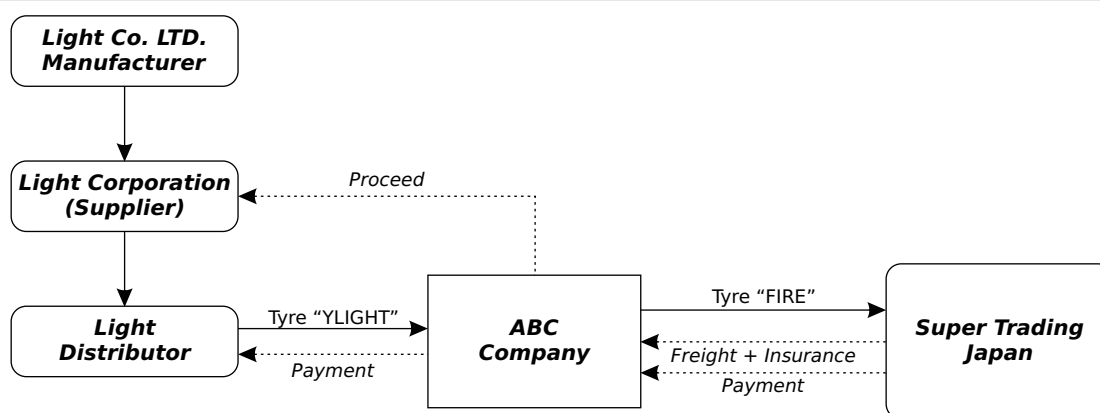 Light Co. LTD.
Manufacturer
Light Corporation
(Supplier)
Proceed
Light
Distributor
Tyre “YLIGHT”
Payment
ABC
Company
Tyre “FIRE”
Freight + Insurance
Payment
Super Trading
Japan